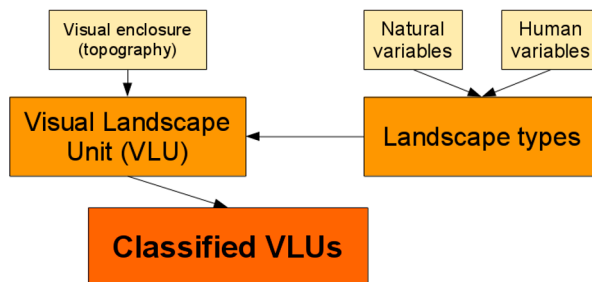 Visual enclosure
(topography)
Natural
variables
Human
variables
Visual Landscape
Unit (VLU)
Landscape types
Classified VLUs